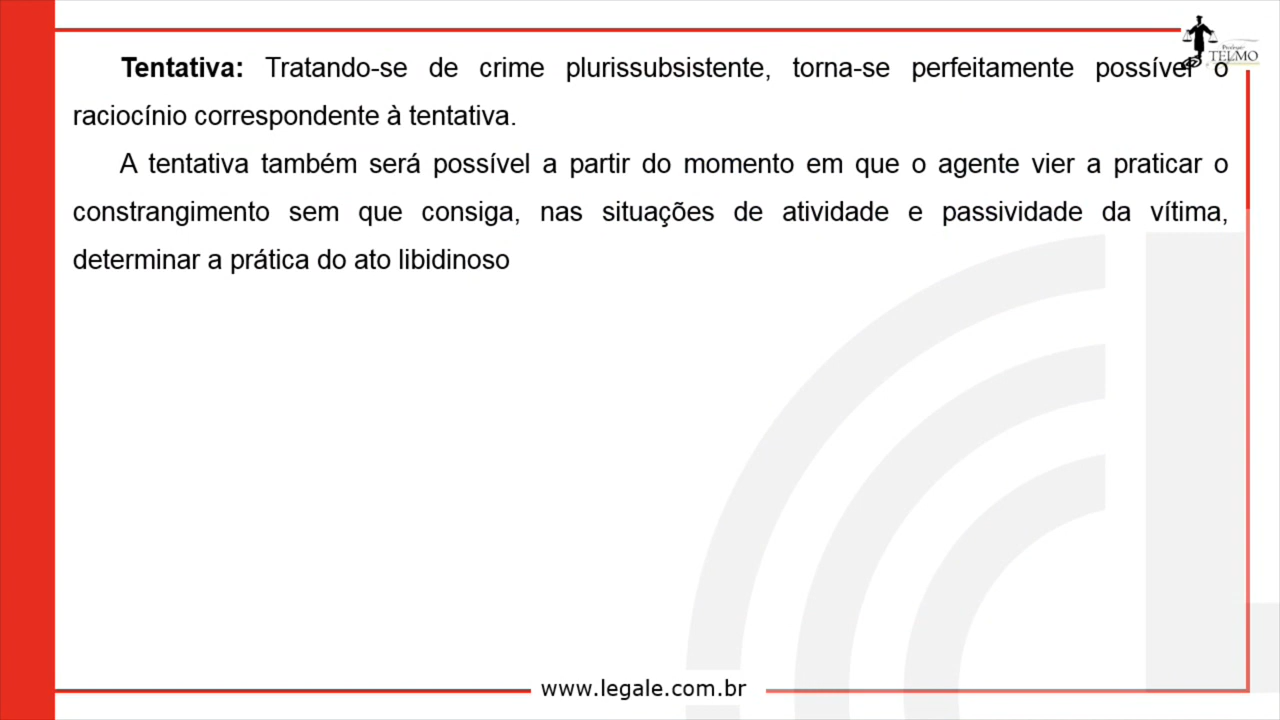 Professor
TELMO
Tentativa: Tratando-se de crime plurissubsistente, torna-se perfeitamente possível o
raciocínio correspondente à tentativa.
A tentativa também será possível a partir do momento em que o agente vier a praticar o
constrangimento sem que consiga, nas situações de atividade e passividade da vítima,
determinar a prática do ato libidinoso
www.legale.com.br